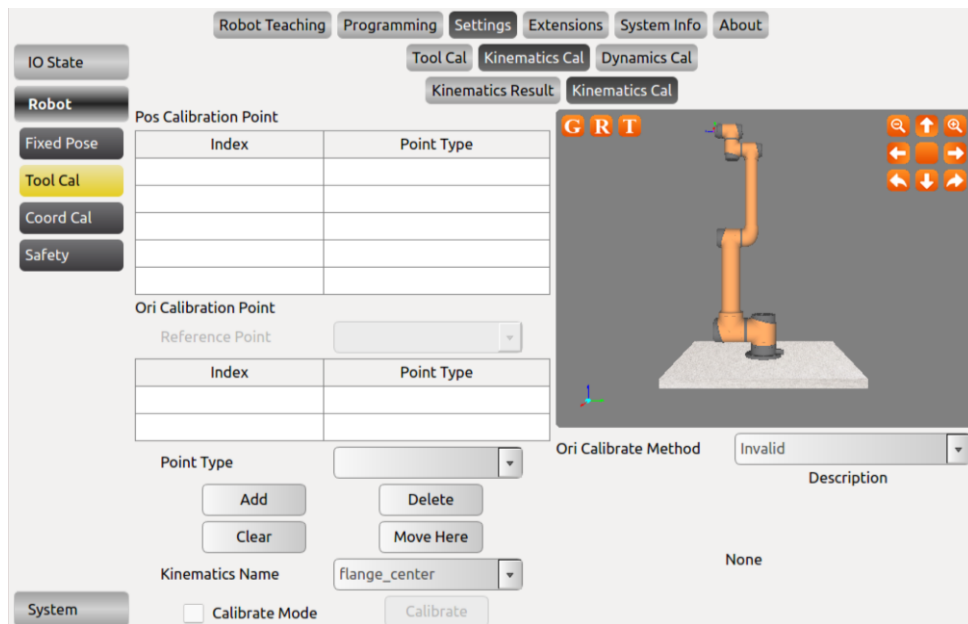 Robot Teaching Programming Settings Extensions System Info About
IO State
Robot
Fixed Pose
Tool Cal
Coord Cal
Safety
System
Tool Cal Kinematics Cal Dynamics Cal
Kinematics Result Kinematics Cal
Pos Calibration Point
Index Point Type
Ori Calibration Point
Reference Point
Index Point Type
Point Type
Add Delete
Clear Move Here
Kinematics Name flange_center
Calibrate Mode Calibrate
G R T
Ori Calibrate Method Invalid
Description
None